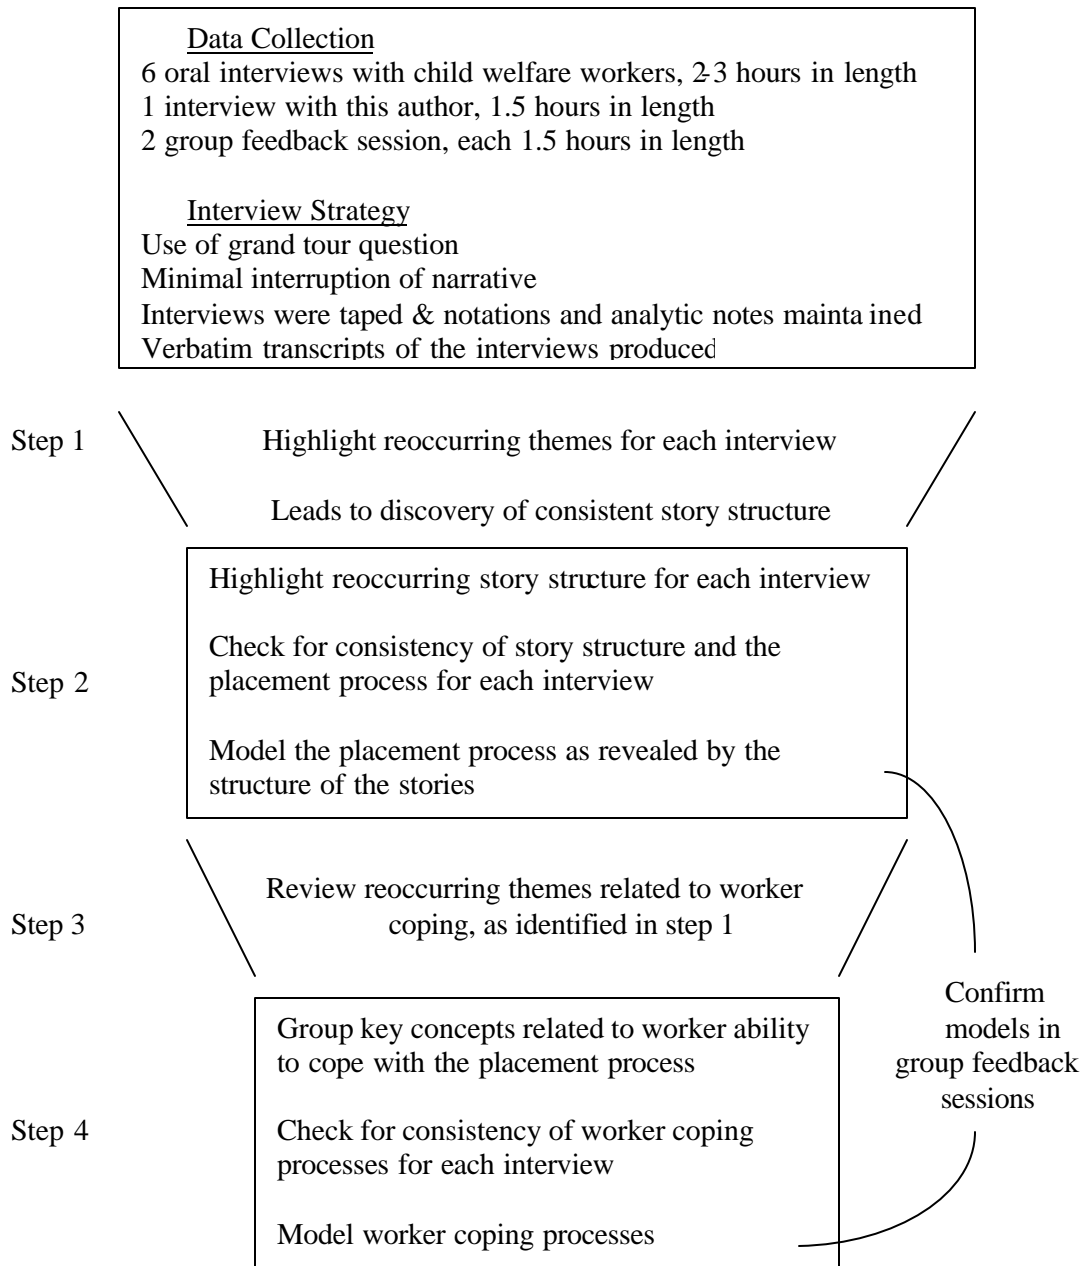 Data Collection
6 oral interviews with child welfare workers, 2-3 hours in length
1 interview with this author, 1.5 hours in length
2 group feedback session, each 1.5 hours in length
Interview Strategy
Use of grand tour question
Minimal interruption of narrative
Interviews were taped & notations and analytic notes maintained
Verbatim transcripts of the interviews produced
Step 1
Highlight reoccurring themes for each interview
Leads to discovery of consistent story structure
Highlight reoccurring story structure for each interview
Step 2
Check for consistency of story structure and the
placement process for each interview
Model the placement process as revealed by the
structure of the stories
Step 3
Review reoccurring themes related to worker
coping, as identified in step 1
Step 4
Group key concepts related to worker ability
to cope with the placement process
Check for consistency of worker coping
processes for each interview
Model worker coping processes
Confirm
models in
group feedback
sessions